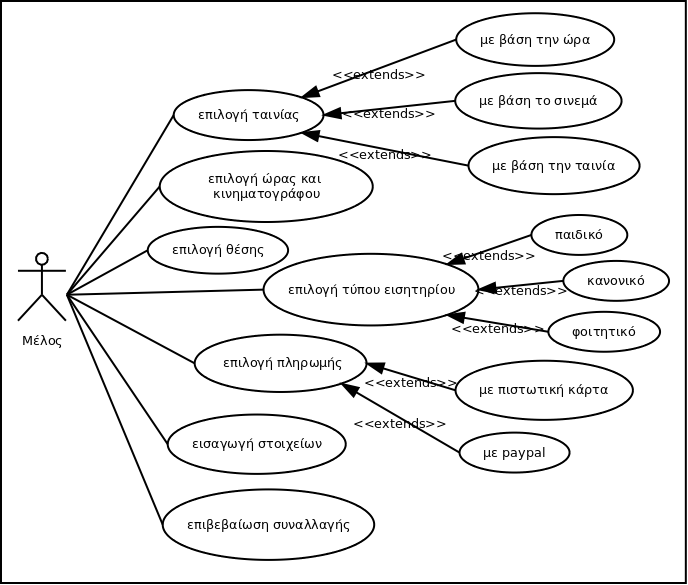 με βάση την ώρα
<<extends>>
με βάση το σινεμά
επιλογή ταινίας
<<extends>>
<<extends>>
με βάση την ταινία
επιλογή ώρας και
κινηματογράφου
παιδικό
επιλογή θέσης
<<extends>>
κανονικό
επιλογή τύπου εισητηρίου
<<extends>>
<<extends>>
φοιτητικό
Μέλος
επιλογή πληρωμής
<<extends>>
με πιστωτική κάρτα
<<extends>>
εισαγωγή στοιχείων
με paypal
επιβεβαίωση συναλλαγής